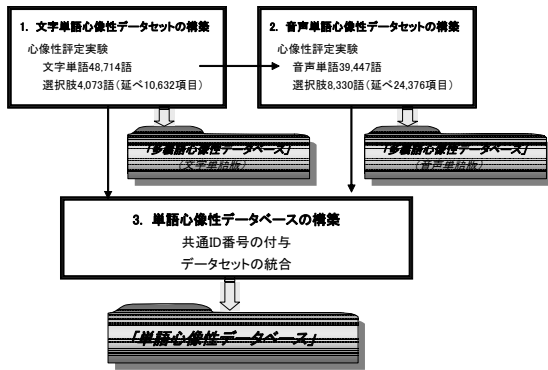 1. 文字単語心像性データセットの構築
心像性評定実験
文字単語48,714語
選択肢4,073語(延べ10,632項目)
2. 音声単語心像性データセットの構築
心像性評定実験
音声単語39,447語
選択肢8,330語(延べ24,376項目)
「多義語心像性データベース」
(文字単語版)
「多義語心像性データベース」
(音声単語版)
3. 単語心像性データベースの構築
共通ID番号の付与
データセットの統合
「単語心像性データベース」